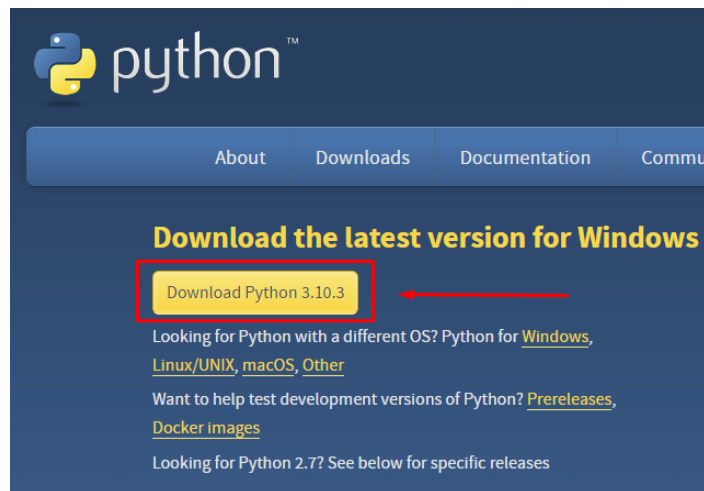 python™
About Downloads Documentation Commu
Download the latest version for Windows
Download Python 3.10.3
Looking for Python with a different OS? Python for Windows,
Linux/UNIX, macOS, Other
Want to help test development versions of Python? Prereleases,
Docker images
Looking for Python 2.7? See below for specific releases